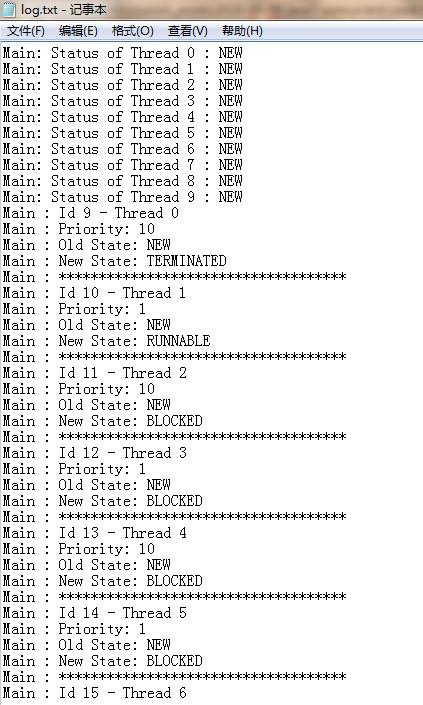 log.txt - 记事本
文件(F) 编辑(E) 格式(O) 查看(V) 帮助(H)
Main: Status of Thread 0 : NEW
Main: Status of Thread 1 : NEW
Main: Status of Thread 2 : NEW
Main: Status of Thread 3 : NEW
Main: Status of Thread 4 : NEW
Main: Status of Thread 5 : NEW
Main: Status of Thread 6 : NEW
Main: Status of Thread 7 : NEW
Main: Status of Thread 8 : NEW
Main: Status of Thread 9 : NEW
Main : Id 9 - Thread 0
Main : Priority: 10
Main : Old State: NEW
Main : New State: TERMINATED
Main : ************************************
Main : Id 10 - Thread 1
Main : Priority: 1
Main : Old State: NEW
Main : New State: RUNNABLE
Main : ************************************
Main : Id 11 - Thread 2
Main : Priority: 10
Main : Old State: NEW
Main : New State: BLOCKED
Main : ************************************
Main : Id 12 - Thread 3
Main : Priority: 1
Main : Old State: NEW
Main : New State: BLOCKED
Main : ************************************
Main : Id 13 - Thread 4
Main : Priority: 10
Main : Old State: NEW
Main : New State: BLOCKED
Main : ************************************
Main : Id 14 - Thread 5
Main : Priority: 1
Main : Old State: NEW
Main : New State: BLOCKED
Main : ************************************
Main : Id 15 - Thread 6